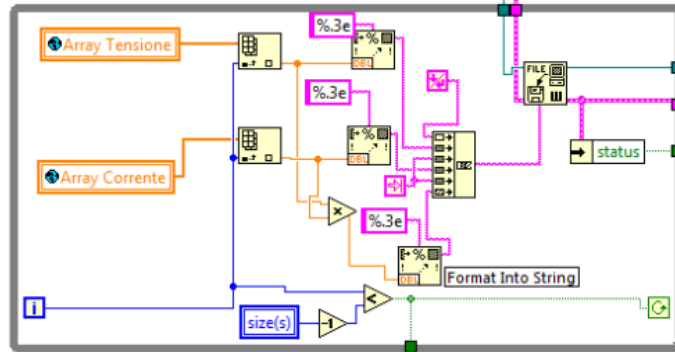 %.3e
Array Tensione
DBL
%.3e
FILE
DBL
Array Corrente
status
%.3e
DBL
Format Into String
i
size(s)
-1